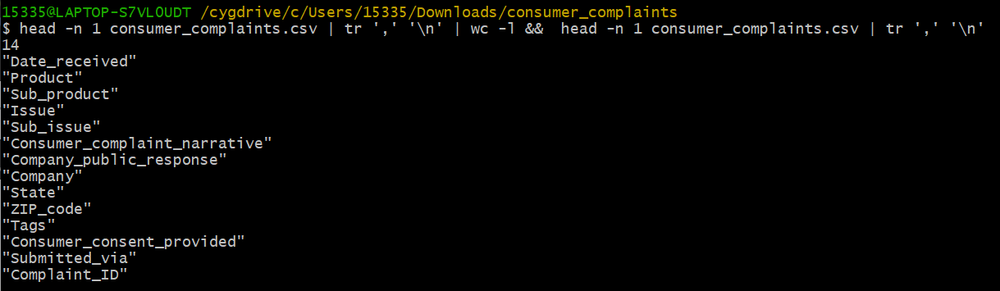 15335@LAPTOP-S7VL0UDT /cygdrive/c/Users/15335/Downloads/consumer_complaints
$ head -n 1 consumer_complaints.csv | tr ',' '\n' | wc -l &&  head -n 1 consumer_complaints.csv | tr ',' '\n'
14
"Date_received"
"Product"
"Sub_product"
"Issue"
"Sub_issue"
"Consumer_complaint_narrative"
"Company_public_response"
"Company"
"State"
"ZIP_code"
"Tags"
"Consumer_consent_provided"
"Submitted_via"
"Complaint_ID"